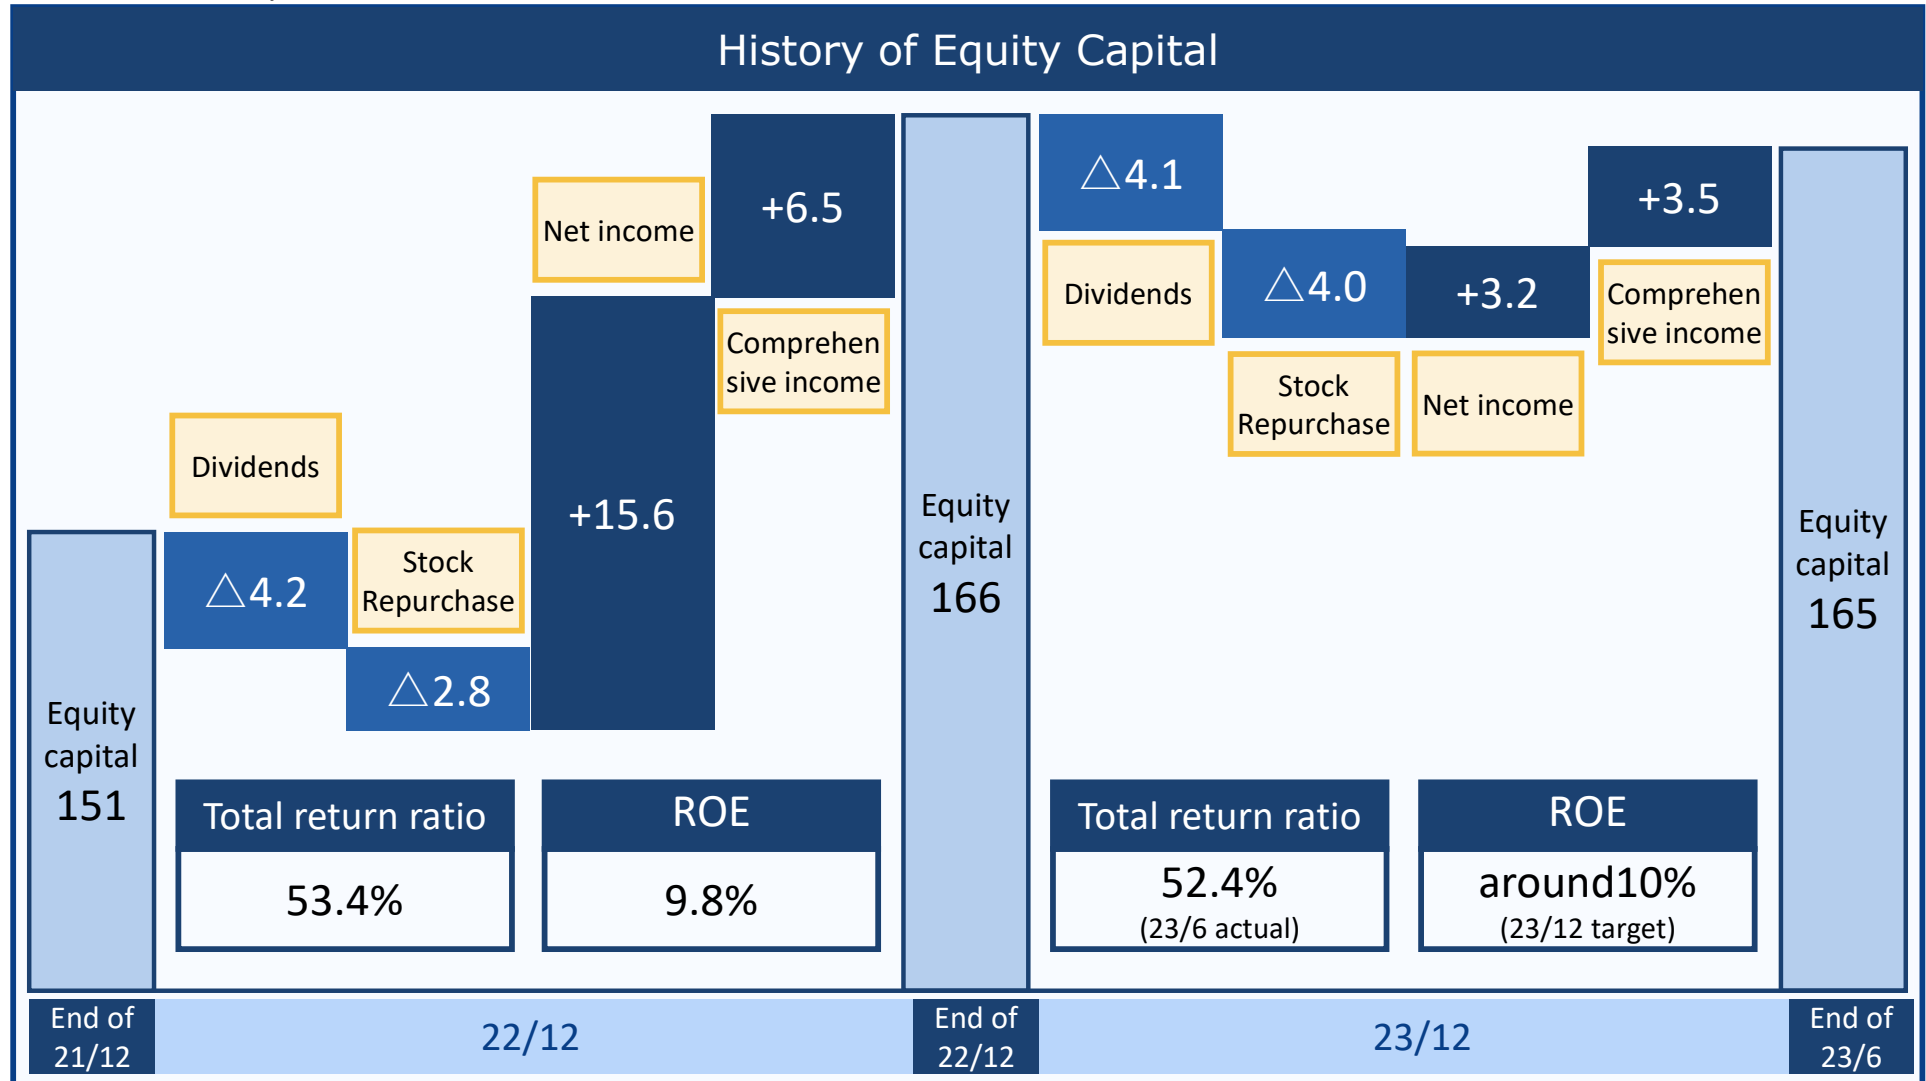 History of Equity Capital
Equity
capital
151
Dividends
△4.2
Stock
Repurchase
△2.8
Net income
+15.6
+6.5
Comprehen
sive income
Total return ratio
53.4%
ROE
9.8%
Equity
capital
166
△4.1
Dividends
△4.0
Stock
Repurchase
+3.2
Net income
+3.5
Comprehen
sive income
Total return ratio
52.4%
(23/6 actual)
ROE
around10%
(23/12 target)
Equity
capital
165
End of
21/12
22/12
End of
22/12
23/12
End of
23/6